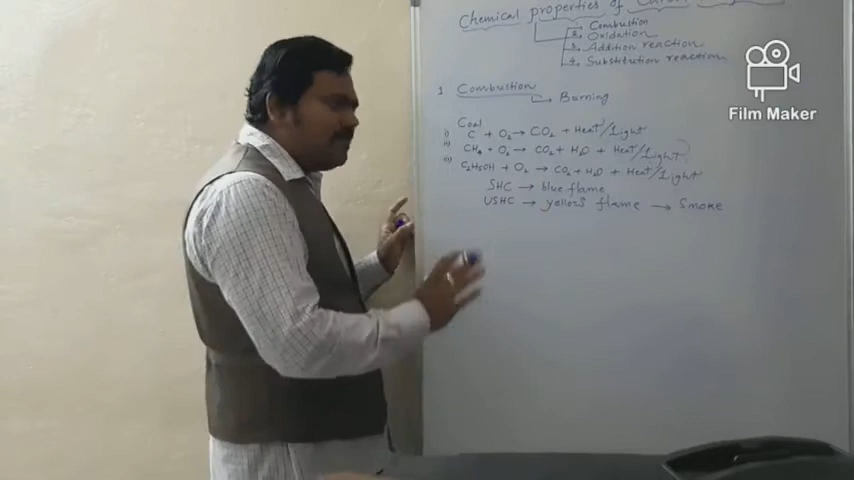 Chemical properties of
1. Combustion
2. Oxidation
3. Addition reaction
4. Substitution reaction
1 Combustion
→ Burning
Coal
i) C + O₂ → CO₂ + Heat/Light
ii) CH₄ + O₂ → CO₂ + H₂O + Heat/Light
iii) C₂H₅OH + O₂ → CO₂ + H₂O + Heat/Light
SHC → blue flame
USHC → yellow flame → Smoke
Film Maker